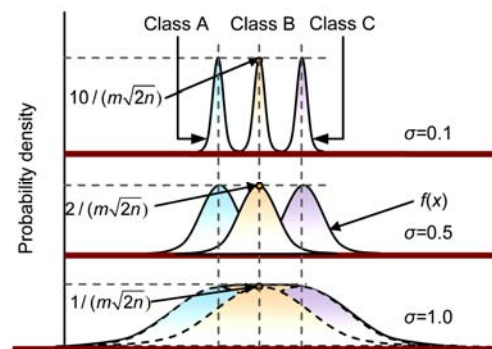 Class A Class B Class C
10/(m√2n)
σ=0.1
2/(m√2n)
f(x)
σ=0.5
1/(m√2n)
σ=1.0
Probability density